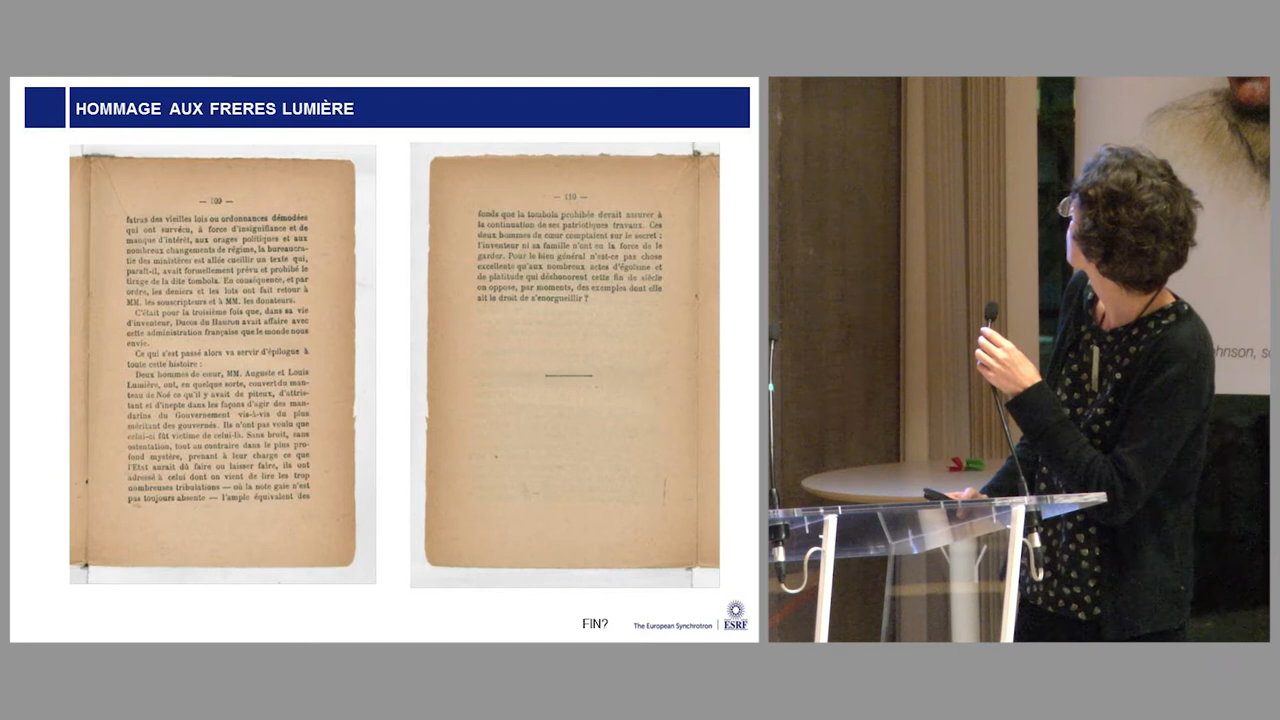 HOMMAGE AUX FRERES LUMIÈRE
— 109 —
fatras des vieilles lois ou ordonnances démodées
qui ont survécu, à force d'insignifiance et de
manque d'intérêt, aux orages politiques et aux
nombreux changements de régime, la bureaucra-
tie des ministères est allée cueillir un texte qui,
paraît-il, avait formellement prévu et prohibé le
tirage de la dite tombola. En conséquence, et par
ordre, les deniers et les lots ont fait retour à
MM. les souscripteurs et à MM. les donateurs.
C'était pour la troisième fois que, dans sa vie
d'inventeur, Ducos du Hauron avait affaire avec
cette administration française que le monde nous
envie.
Ce qui s'est passé alors va servir d'épilogue à
toute cette histoire :
Deux hommes de cœur, MM. Auguste et Louis
Lumière, ont, en quelque sorte, couvert du man-
teau de Noé ce qu'il y avait de piteux, d'attris-
tant et d'inepte dans les façons d'agir des man-
darins du Gouvernement vis-à-vis du plus
méritant des gouvernés. Ils n'ont pas voulu que
celui-ci fût victime de celui-là. Sans bruit, sans
ostentation, tout au contraire dans le plus pro-
fond mystère, prenant à leur charge ce que
l'Etat aurait dû faire ou laisser faire, ils ont
adressé à celui dont on vient de lire les trop
nombreuses tribulations — où la note gaie n'est
pas toujours absente — l'ample équivalent des
— 110 —
fonds que la tombola prohibée devait assurer à
la continuation de ses patriotiques travaux. Ces
deux hommes de cœur comptaient sur le secret :
l'inventeur ni sa famille n'ont eu la force de le
garder. Pour le bien général n'est-ce pas chose
excellente qu'aux nombreux actes d'égoïsme et
de platitude qui déshonorent cette fin de siècle
on oppose, par moments, des exemples dont elle
ait le droit de s'enorgueillir ?
FIN?
The European Synchrotron
ESRF
hnson, s